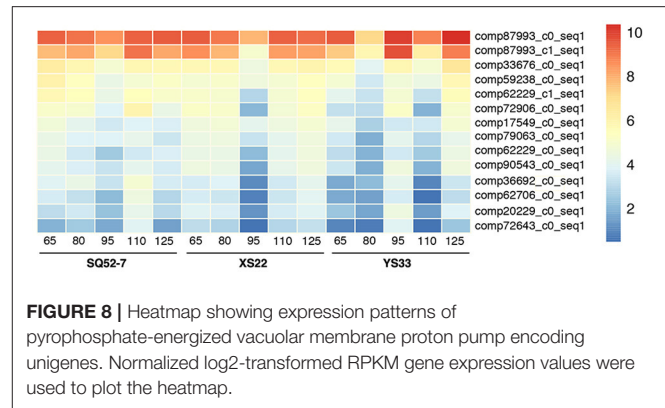 comp87993_c0_seq1
comp87993_c1_seq1
comp33676_c0_seq1
comp59238_c0_seq1
comp62229_c1_seq1
comp72906_c0_seq1
comp17549_c0_seq1
comp79063_c0_seq1
comp62229_c0_seq1
comp90543_c0_seq1
comp36692_c0_seq1
comp62706_c0_seq1
comp20229_c0_seq1
comp72643_c0_seq1
10
8
6
4
2
65 80 95 110 125 65 80 95 110 125 65 80 95 110 125
SQ52-7 XS22 YS33
FIGURE 8 | Heatmap showing expression patterns of
pyrophosphate-energized vacuolar membrane proton pump encoding
unigenes. Normalized log2-transformed RPKM gene expression values were
used to plot the heatmap.